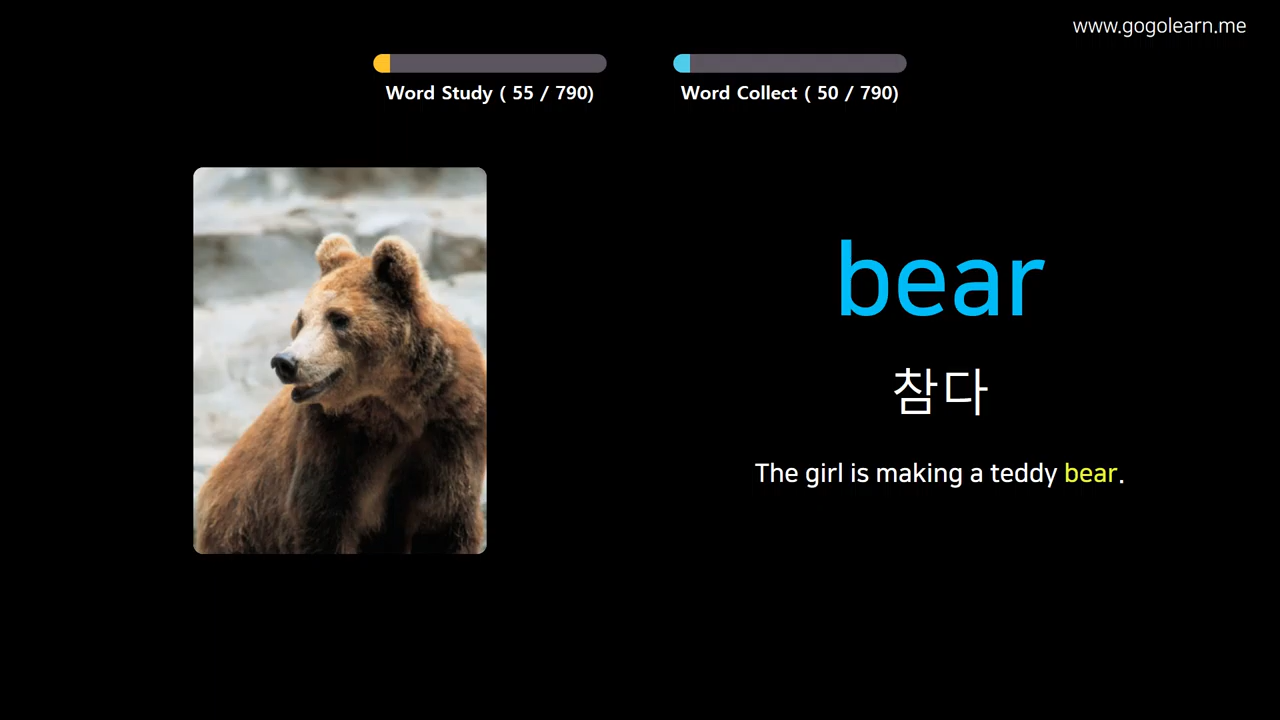 www.gogolearn.me
Word Study ( 55 / 790)
Word Collect ( 50 / 790)
bear
참다
The girl is making a teddy bear.